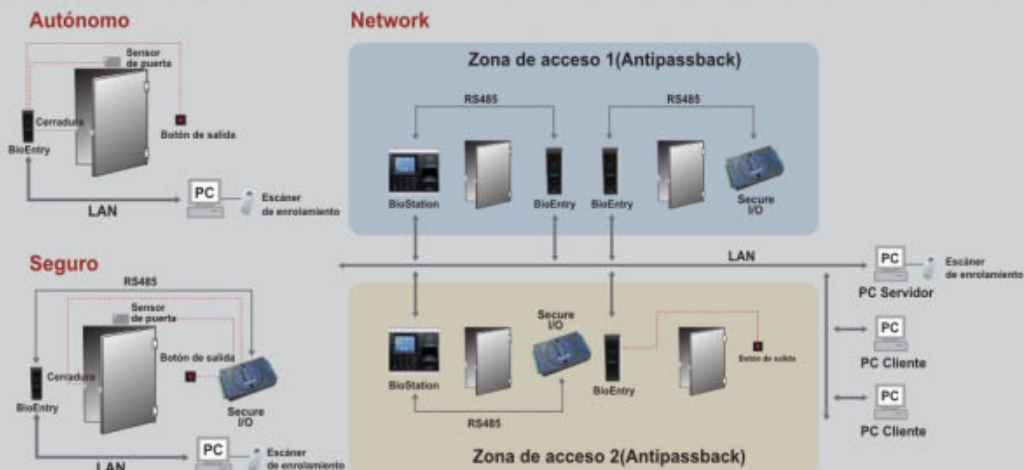 Autónomo
Sensor
de puerta
Cerradura
Botón de salida
BioEntry
PC
LAN
Escáner
de enrolamiento
Seguro
RS485
Sensor
de puerta
Botón de salida
Cerradura
BioEntry
Secure
I/O
PC
LAN
Escáner
de enrolamiento
Network
Zona de acceso 1(Antipassback)
RS485
RS485
BioStation
BioEntry
BioEntry
Secure
I/O
LAN
PC
Escáner
de enrolamiento
PC Servidor
PC
PC Cliente
PC
PC Cliente
Secure
I/O
BioStation
BioEntry
Botón de salida
RS485
Zona de acceso 2(Antipassback)